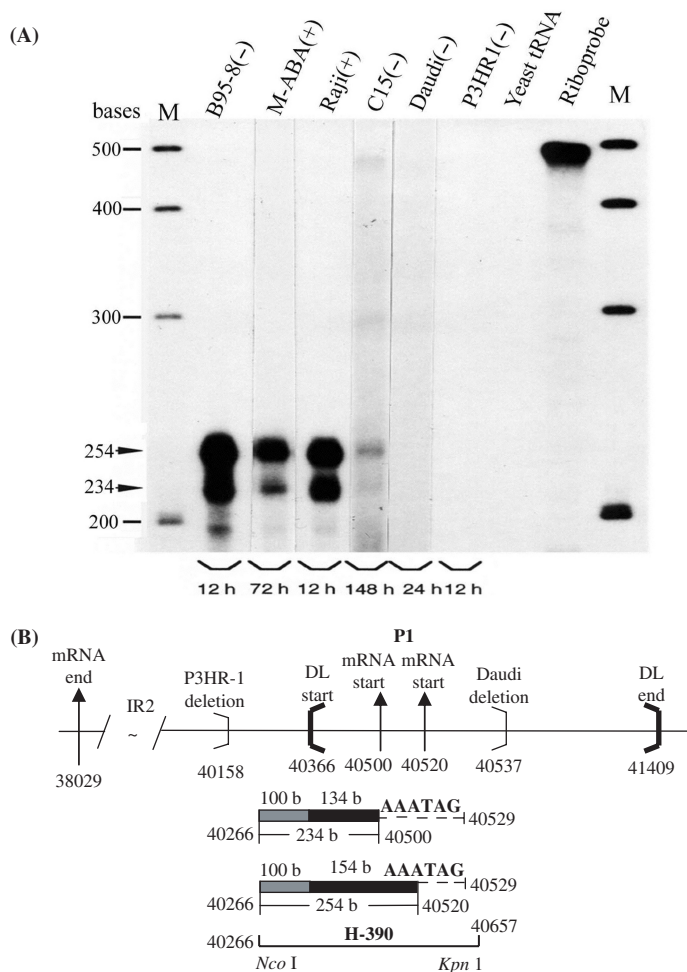 (A)
B95-8(−)
M-ABA(+)
Raji(+)
C15(−)
Daudi(−)
P3HR1(−)
Yeast tRNA
Riboprobe
bases
M
M
500
400
300
254
234
200
12 h
72 h
12 h
148 h
24 h
12 h
(B)
P1
mRNA end
IR2
~
P3HR-1 deletion
DL start
mRNA start
mRNA start
Daudi deletion
DL end
38029
40158
40366
40500
40520
40537
41409
100 b
134 b
AAATAG
40529
40266
234 b
40500
100 b
154 b
AAATAG
40529
40266
254 b
40520
40657
40266
H-390
Nco I
Kpn 1